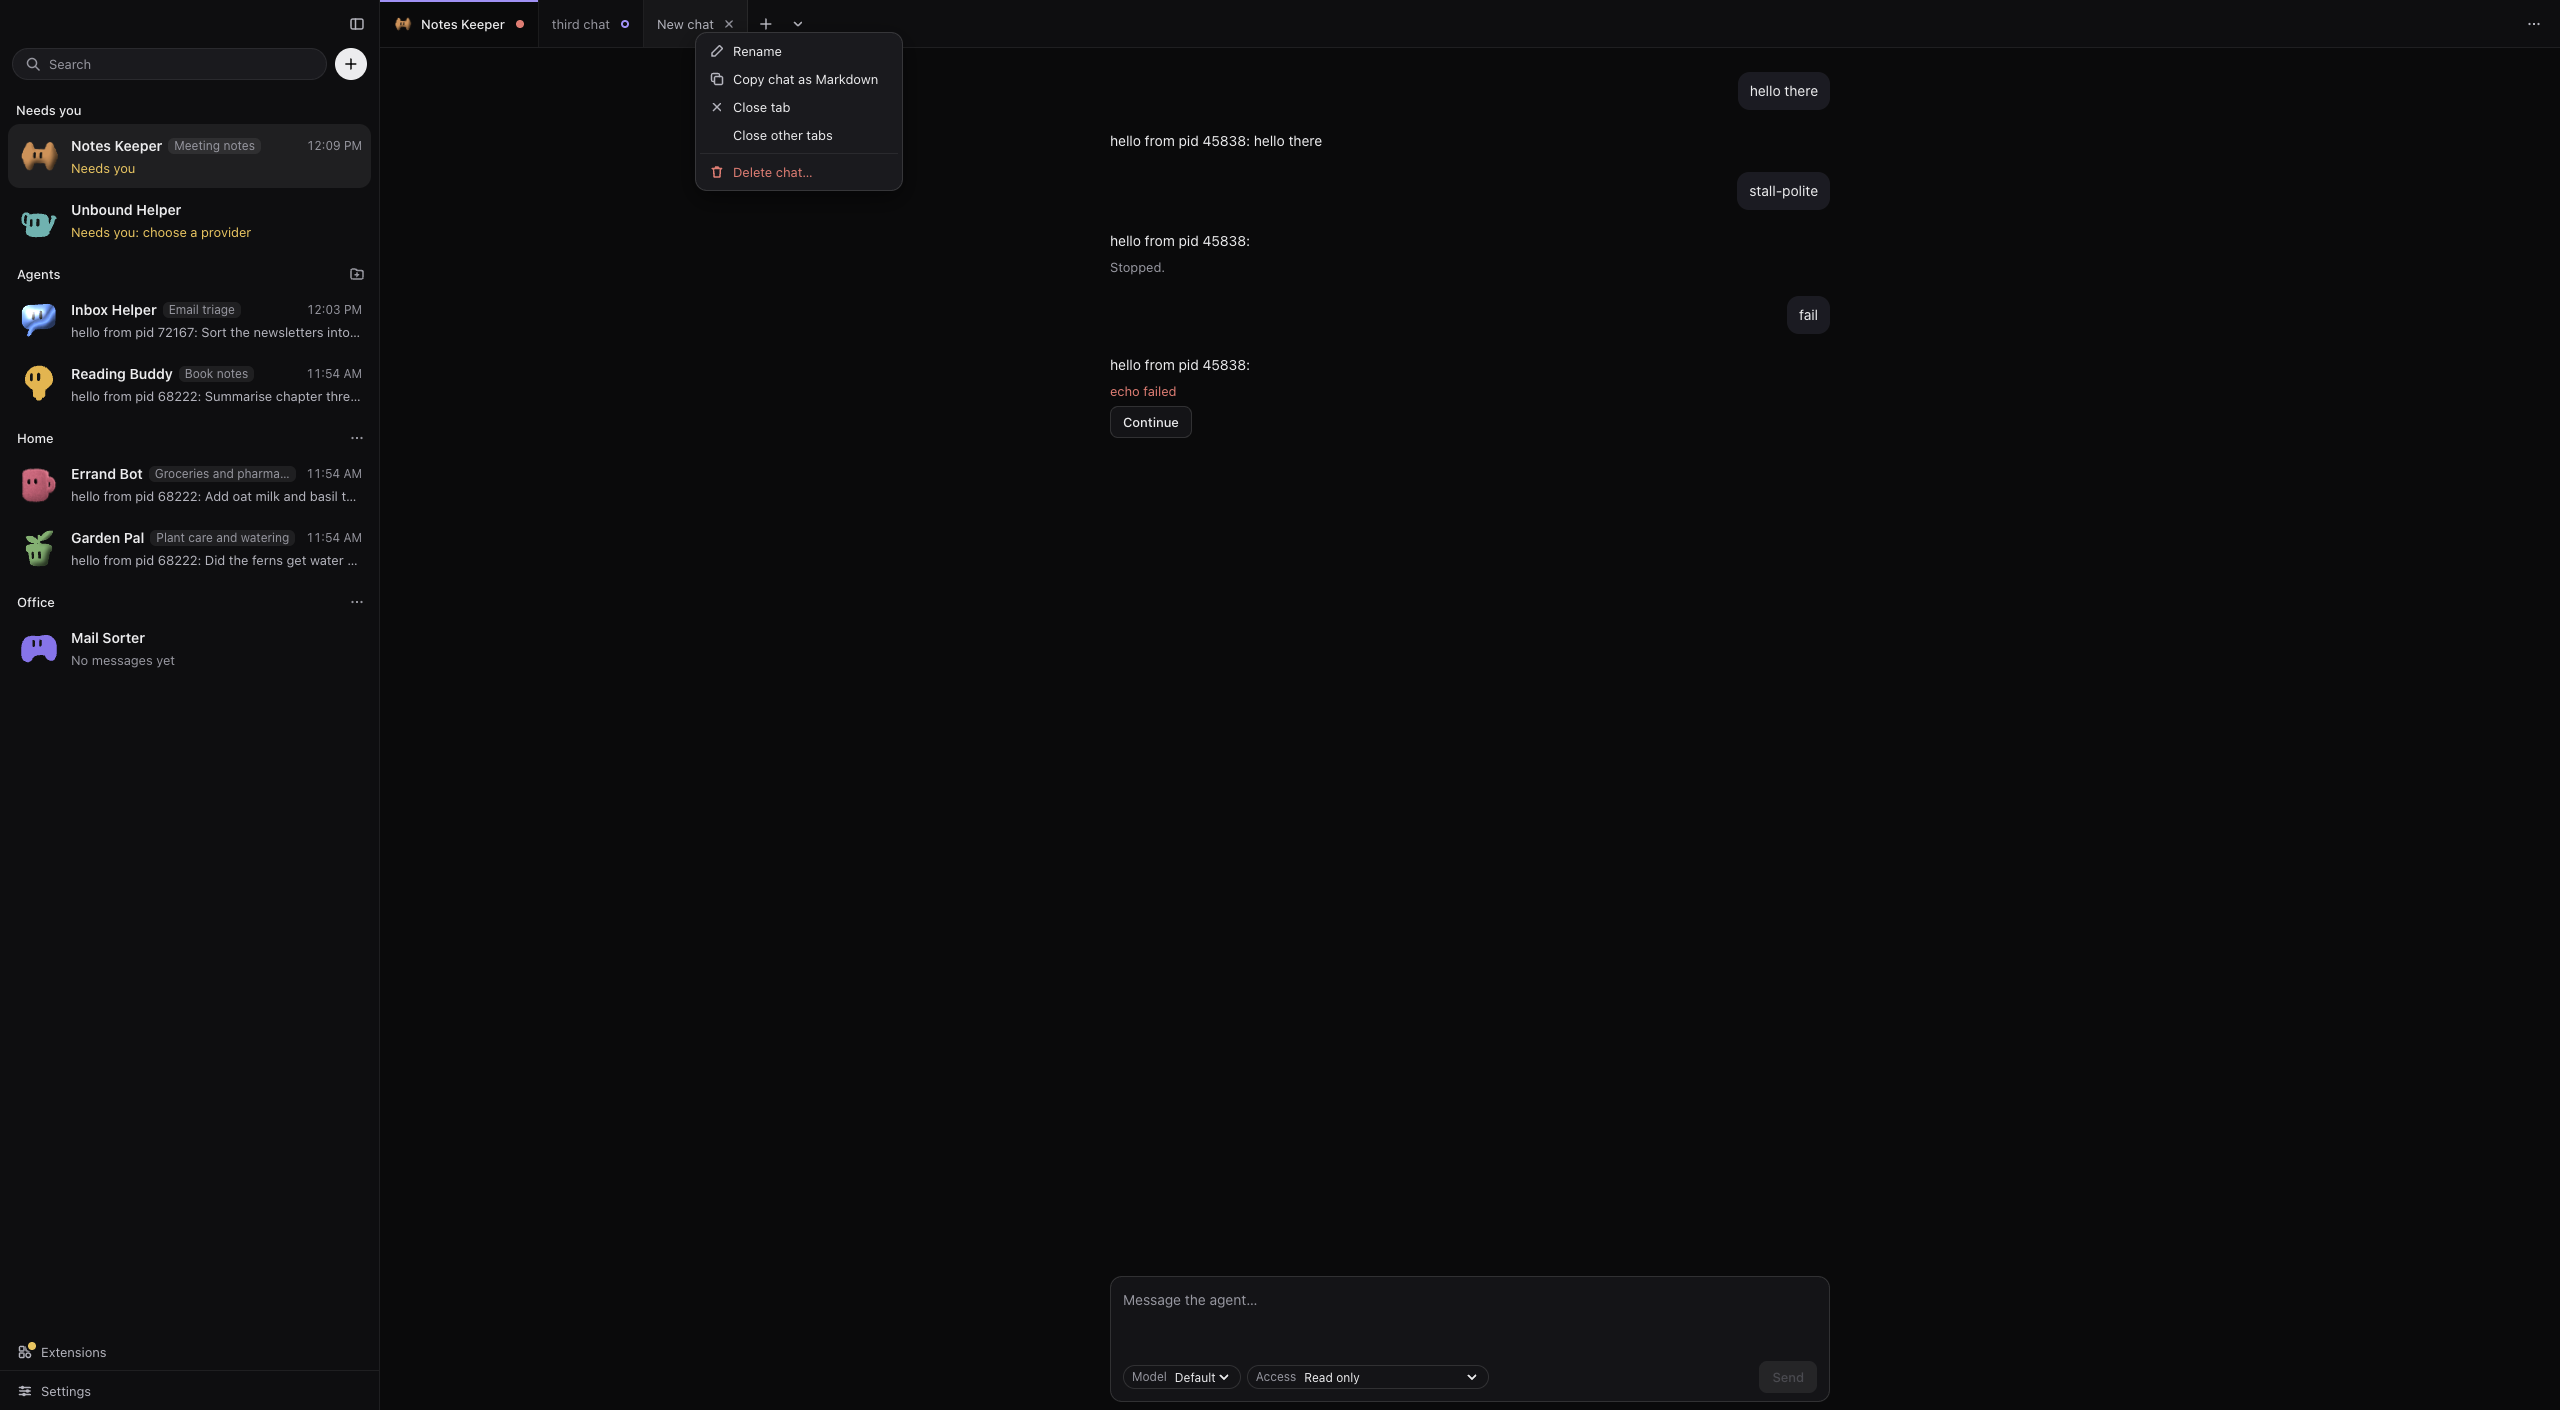 Search
Needs you
Notes Keeper Meeting notes 12:09 PM
Needs you
Unbound Helper
Needs you: choose a provider
Agents
Inbox Helper Email triage 12:03 PM
hello from pid 72167: Sort the newsletters into…
Reading Buddy Book notes 11:54 AM
hello from pid 68222: Summarise chapter thre…
Home
Errand Bot Groceries and pharma… 11:54 AM
hello from pid 68222: Add oat milk and basil t…
Garden Pal Plant care and watering 11:54 AM
hello from pid 68222: Did the ferns get water …
Office
Mail Sorter
No messages yet
Extensions
Settings
Notes Keeper third chat New chat
Rename
Copy chat as Markdown
Close tab
Close other tabs
Delete chat…
hello there
hello from pid 45838: hello there
stall-polite
hello from pid 45838:
Stopped.
fail
hello from pid 45838:
echo failed
Continue
Message the agent…
Model Default Access Read only Send